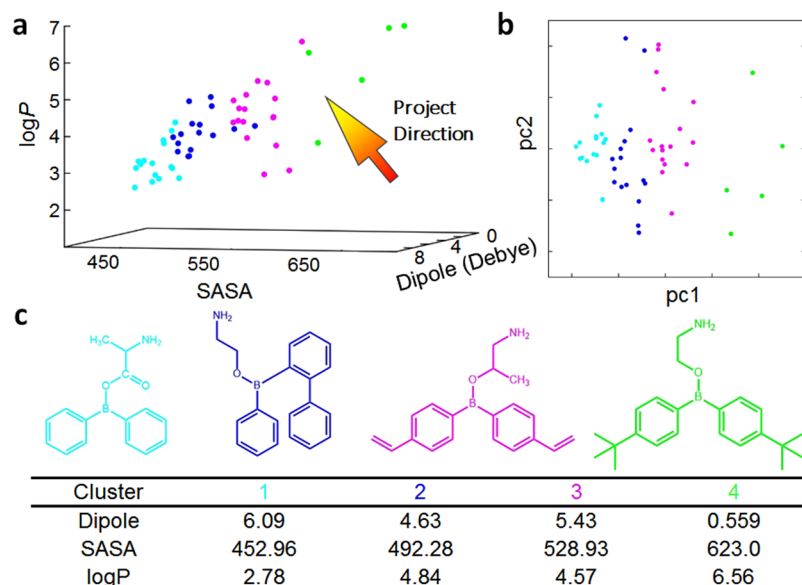 a
7
6
5
4
3
2
logP
Project
Direction
450
550
650
SASA
0
4
8
Dipole (Debye)
b
pc2
pc1
c
H₃C NH₂
C
O O
B
NH₂
O
B
NH₂
O CH₃
B
NH₂
O
B
Cluster 1 2 3 4
Dipole 6.09 4.63 5.43 0.559
SASA 452.96 492.28 528.93 623.0
logP 2.78 4.84 4.57 6.56